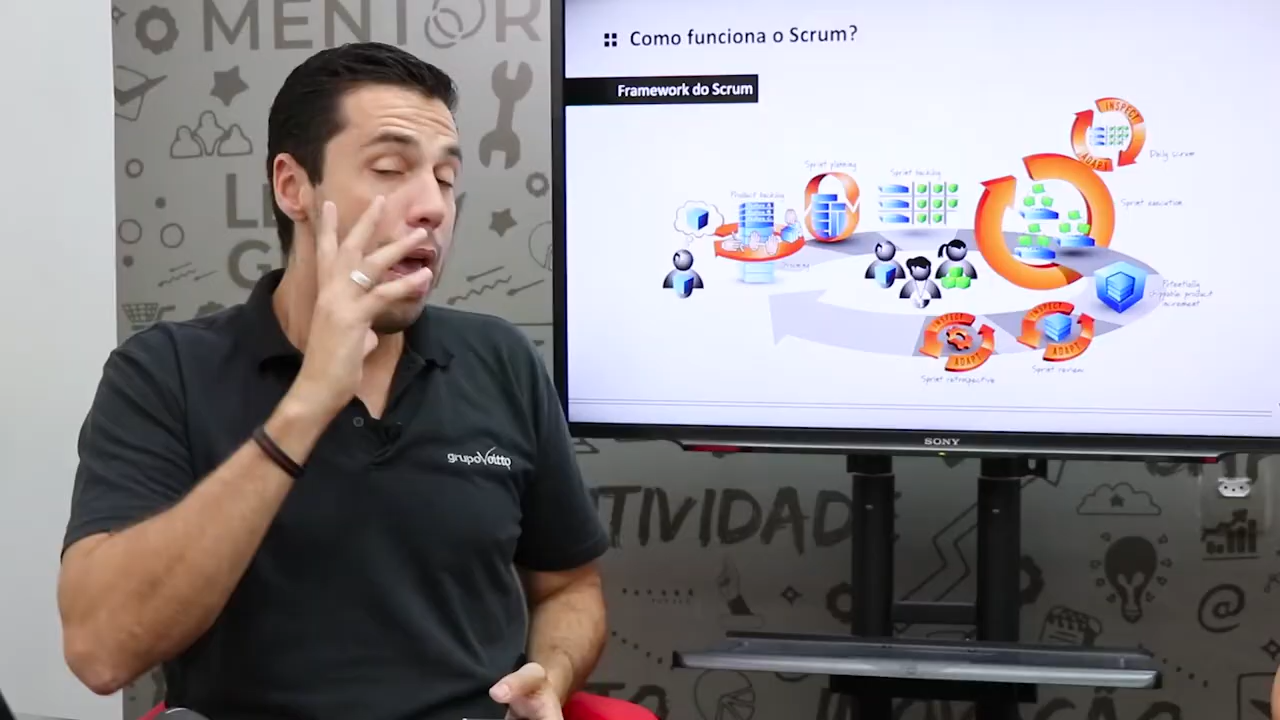 MENTOR
Como funciona o Scrum?
Framework do Scrum
INSPECT
ADAPT
Daily scrum
Sprint planning
Sprint backlog
Product backlog
Sprint execution
Grooming
Potentially
shippable product
increment
INSPECT
ADAPT
INSPECT
ADAPT
Sprint review
Sprint retrospective
grupoVoitto
SONY
TIVIDADE